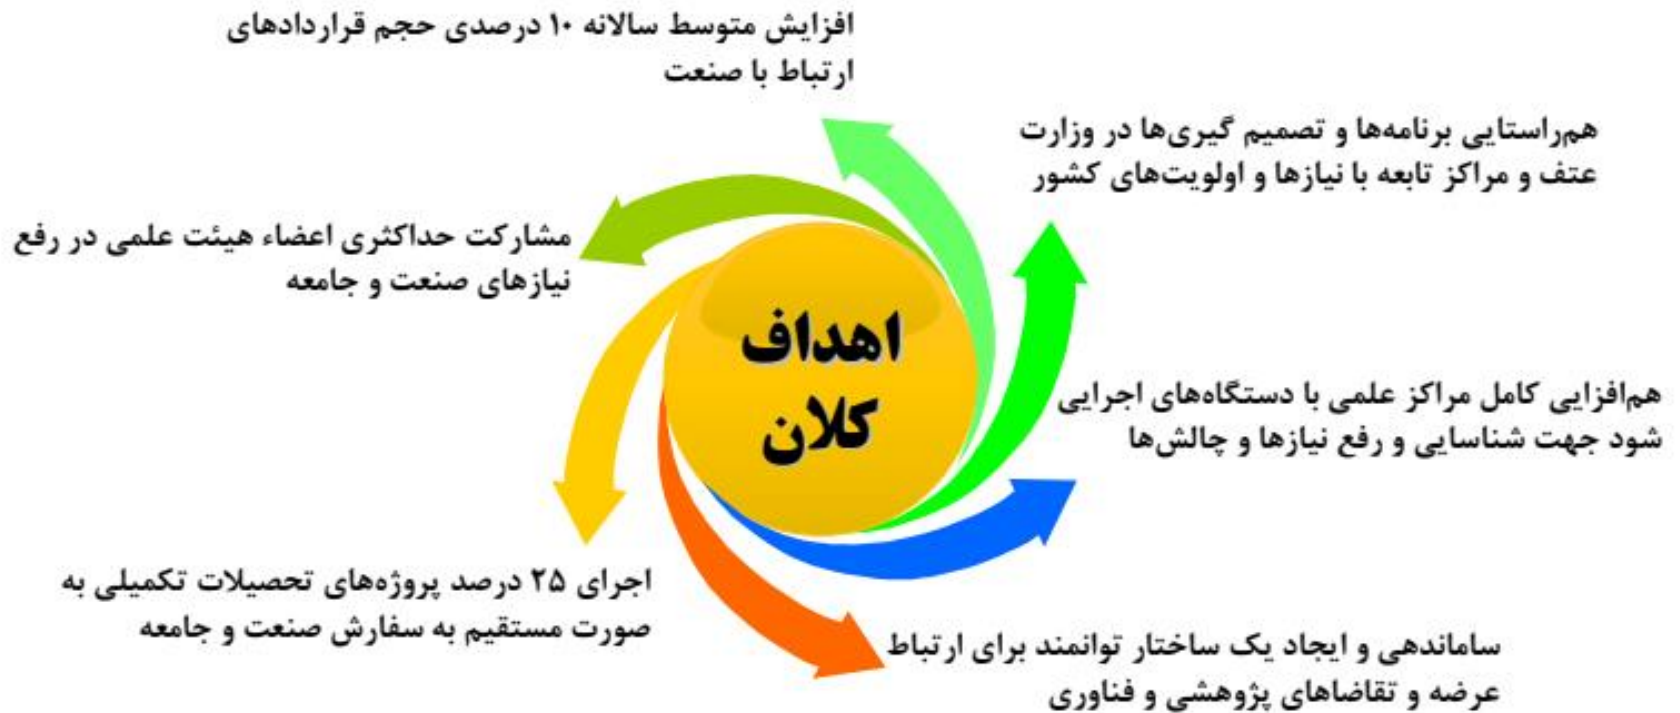 افزایش متوسط سالانه ۱۰ درصدی حجم قراردادهای
ارتباط با صنعت
هم‌راستایی برنامه‌ها و تصمیم گیری‌ها در وزارت
عتف و مراکز تابعه با نیازها و اولویت‌های کشور
مشارکت حداکثری اعضاء هیئت علمی در رفع
نیازهای صنعت و جامعه
اهداف
کلان
هم‌افزایی کامل مراکز علمی با دستگاه‌های اجرایی
شود جهت شناسایی و رفع نیازها و چالش‌ها
اجرای ۲۵ درصد پروژه‌های تحصیلات تکمیلی به
صورت مستقیم به سفارش صنعت و جامعه
ساماندهی و ایجاد یک ساختار توانمند برای ارتباط
عرضه و تقاضاهای پژوهشی و فناوری